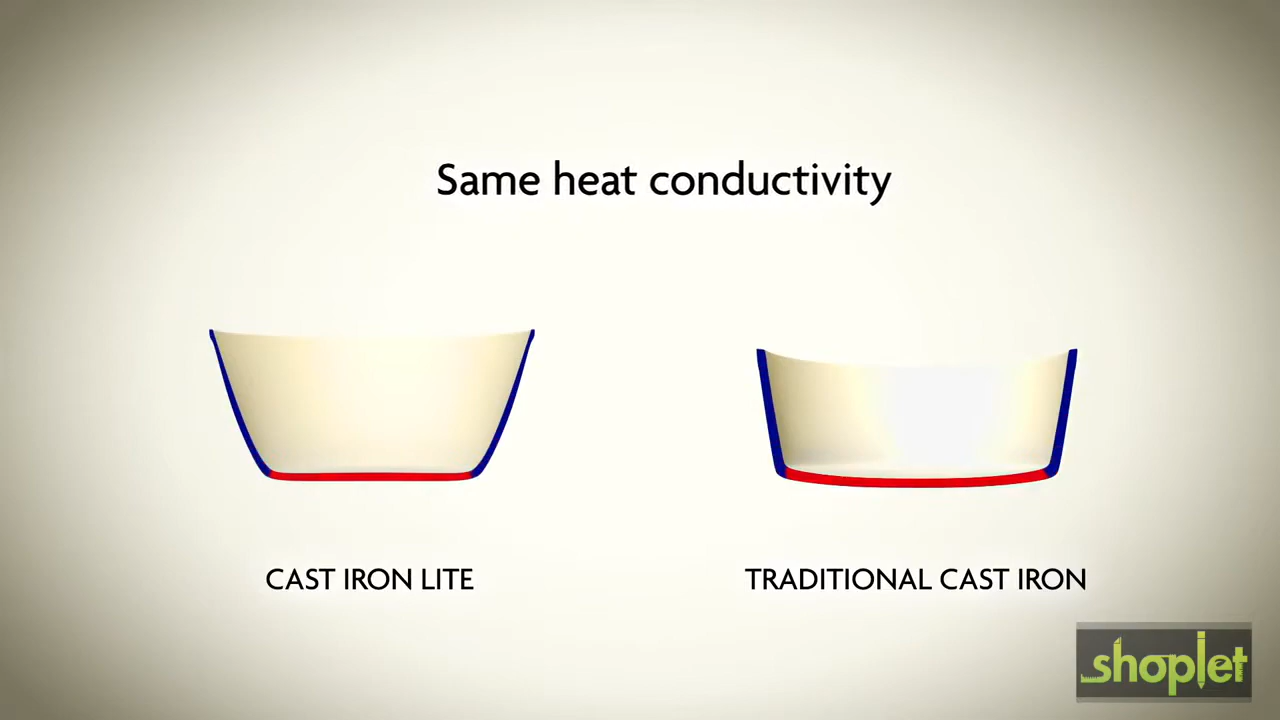 Same heat conductivity
CAST IRON LITE
TRADITIONAL CAST IRON
shoplet